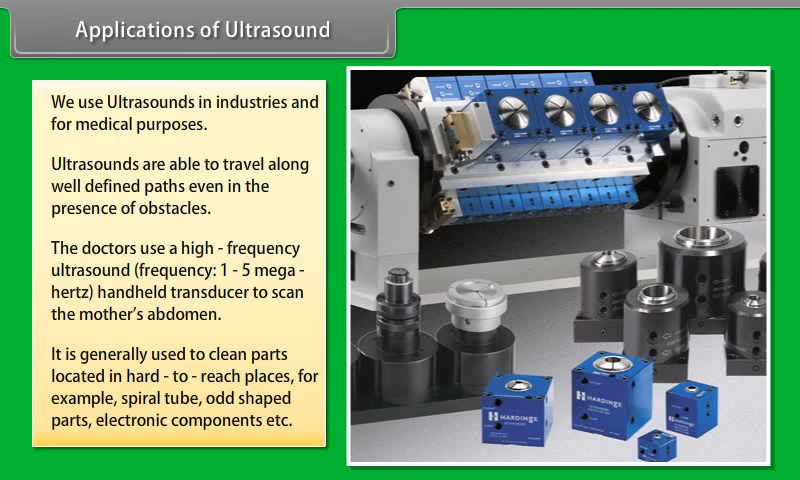 Applications of Ultrasound
We use Ultrasounds in industries and
for medical purposes.
Ultrasounds are able to travel along
well defined paths even in the
presence of obstacles.
The doctors use a high - frequency
ultrasound (frequency: 1 - 5 mega -
hertz) handheld transducer to scan
the mother's abdomen.
It is generally used to clean parts
located in hard - to - reach places, for
example, spiral tube, odd shaped
parts, electronic components etc.
HARDINGE
HARDINGE